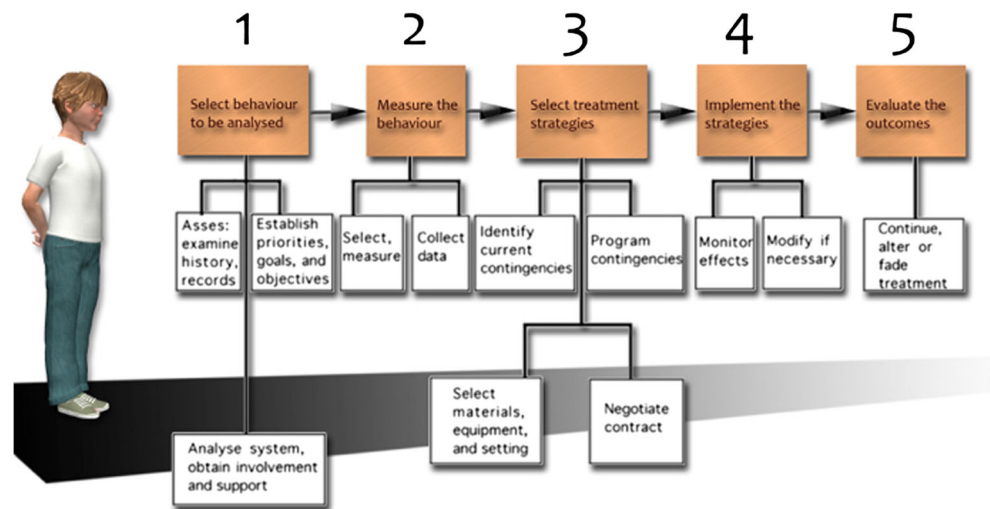 1
2
3
4
5
Select behaviour
to be analysed
Measure the
behaviour
Select treatment
strategies
Implement the
strategies
Evaluate the
outcomes
Asses:
examine
history,
records
Establish
priorities,
goals, and
objectives
Select,
measure
Collect
data
Identify
current
contingencies
Program
contingencies
Monitor
effects
Modify if
necessary
Continue,
alter or
fade
treatment
Select
materials,
equipment,
and setting
Negotiate
contract
Analyse system,
obtain involvement
and support